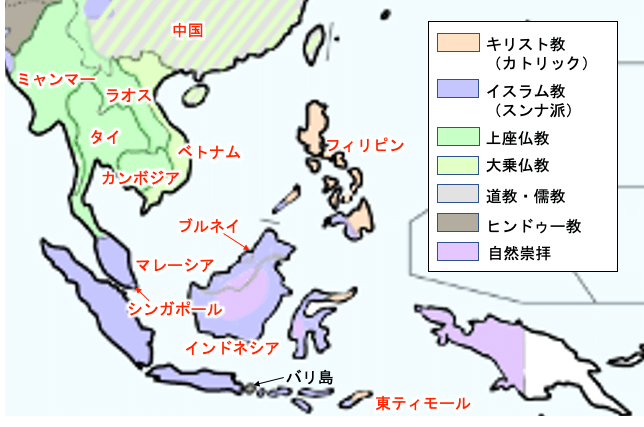 中国
ミャンマー
ラオス
タイ
ベトナム
カンボジア
フィリピン
ブルネイ
マレーシア
シンガポール
インドネシア
バリ島
東ティモール
キリスト教
（カトリック）
イスラム教
（スンナ派）
上座仏教
大乗仏教
道教・儒教
ヒンドゥー教
自然崇拝